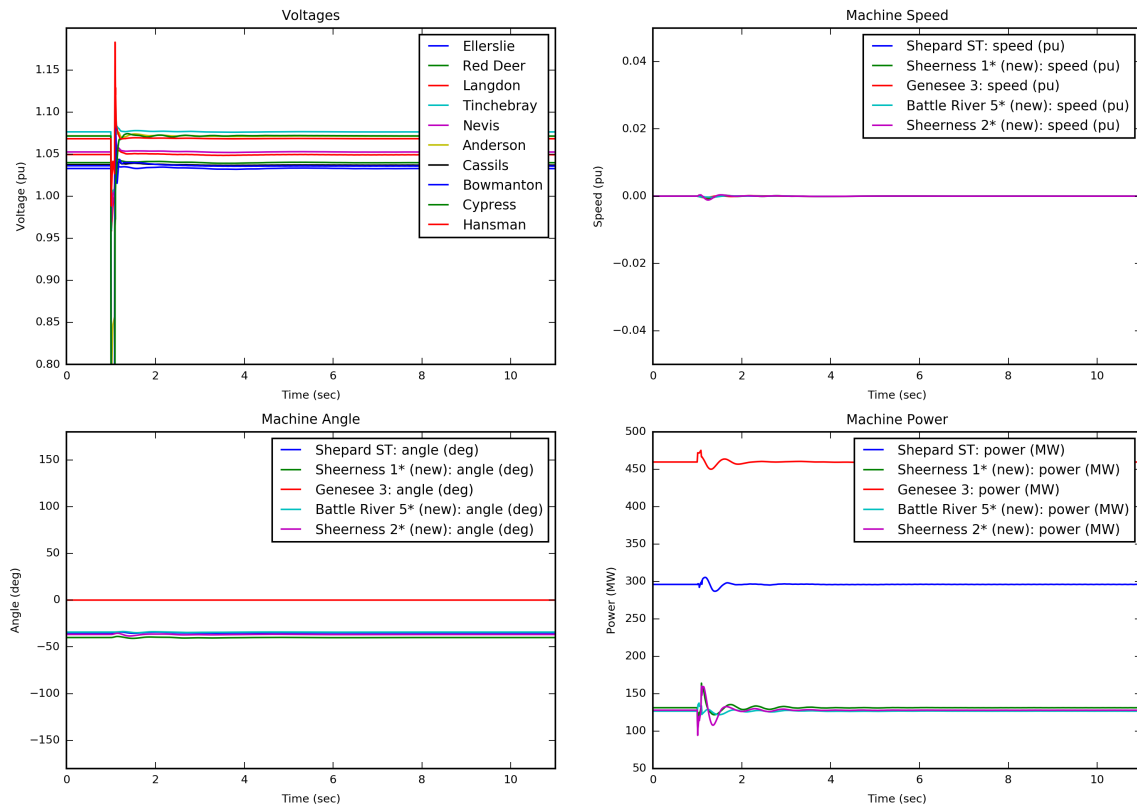 Voltages
Voltage (pu)
1.15
1.10
1.05
1.00
0.95
0.90
0.85
0.80
Ellerslie
Red Deer
Langdon
Tinchebray
Nevis
Anderson
Cassils
Bowmanton
Cypress
Hansman
0 2 4 6 8 10
Time (sec)
Machine Speed
Speed (pu)
0.04
0.02
0.00
−0.02
−0.04
Shepard ST: speed (pu)
Sheerness 1* (new): speed (pu)
Genesee 3: speed (pu)
Battle River 5* (new): speed (pu)
Sheerness 2* (new): speed (pu)
0 2 4 6 8 10
Time (sec)
Machine Angle
Angle (deg)
150
100
50
0
−50
−100
−150
Shepard ST: angle (deg)
Sheerness 1* (new): angle (deg)
Genesee 3: angle (deg)
Battle River 5* (new): angle (deg)
Sheerness 2* (new): angle (deg)
0 2 4 6 8 10
Time (sec)
Machine Power
Power (MW)
500
450
400
350
300
250
200
150
100
50
Shepard ST: power (MW)
Sheerness 1* (new): power (MW)
Genesee 3: power (MW)
Battle River 5* (new): power (MW)
Sheerness 2* (new): power (MW)
0 2 4 6 8 10
Time (sec)